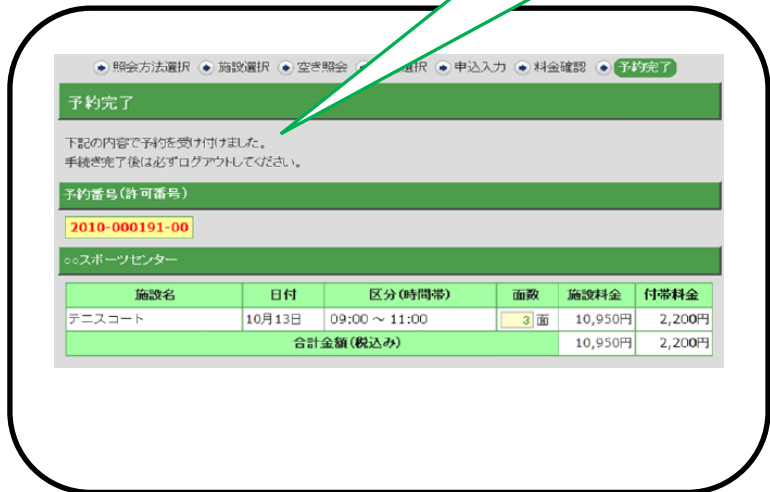 照会方法選択 施設選択 空き照会 選択 申込入力 料金確認 予約完了
予約完了
下記の内容で予約を受け付けました。
手続き完了後は必ずログアウトしてください。
予約番号(許可番号)
2010-000191-00
○○スポーツセンター
施設名 日付 区分(時間帯) 面数 施設料金 付帯料金
テニスコート 10月13日 09:00 ～ 11:00 3 面 10,950円 2,200円
合計金額(税込み) 10,950円 2,200円